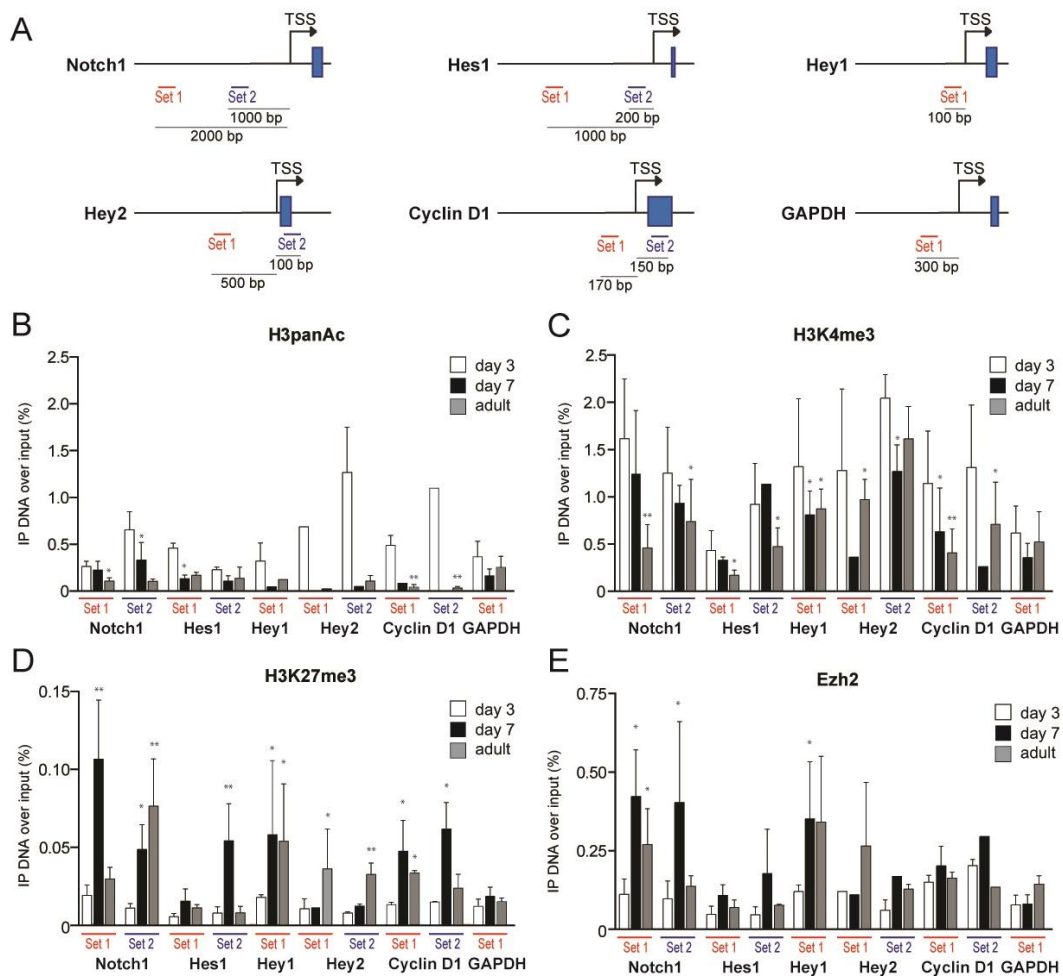 A
TSS
TSS
TSS
Notch1
Hes1
Hey1
Set 1
Set 2
Set 1
Set 2
Set 1
1000 bp
200 bp
100 bp
2000 bp
1000 bp
TSS
TSS
TSS
Hey2
Cyclin D1
GAPDH
Set 1
Set 2
Set 1
Set 2
Set 1
100 bp
150 bp
300 bp
500 bp
170 bp
B
H3panAc
IP DNA over input (%)
2.5
2.0
1.5
1.0
0.5
0
day 3
day 7
adult
* * * ** **
Set 1 Set 2 Set 1 Set 2 Set 1 Set 1 Set 2 Set 1 Set 2 Set 1
Notch1 Hes1 Hey1 Hey2 Cyclin D1 GAPDH
C
H3K4me3
IP DNA over input (%)
2.5
2.0
1.5
1.0
0.5
0
day 3
day 7
adult
** * * * * * * * * ** *
Set 1 Set 2 Set 1 Set 2 Set 1 Set 1 Set 2 Set 1 Set 2 Set 1
Notch1 Hes1 Hey1 Hey2 Cyclin D1 GAPDH
D
H3K27me3
IP DNA over input (%)
0.15
0.10
0.05
0
day 3
day 7
adult
** * ** ** * * * ** * * *
Set 1 Set 2 Set 1 Set 2 Set 1 Set 1 Set 2 Set 1 Set 2 Set 1
Notch1 Hes1 Hey1 Hey2 Cyclin D1 GAPDH
E
Ezh2
IP DNA over input (%)
0.75
0.50
0.25
0
day 3
day 7
adult
* * * *
Set 1 Set 2 Set 1 Set 2 Set 1 Set 1 Set 2 Set 1 Set 2 Set 1
Notch1 Hes1 Hey1 Hey2 Cyclin D1 GAPDH